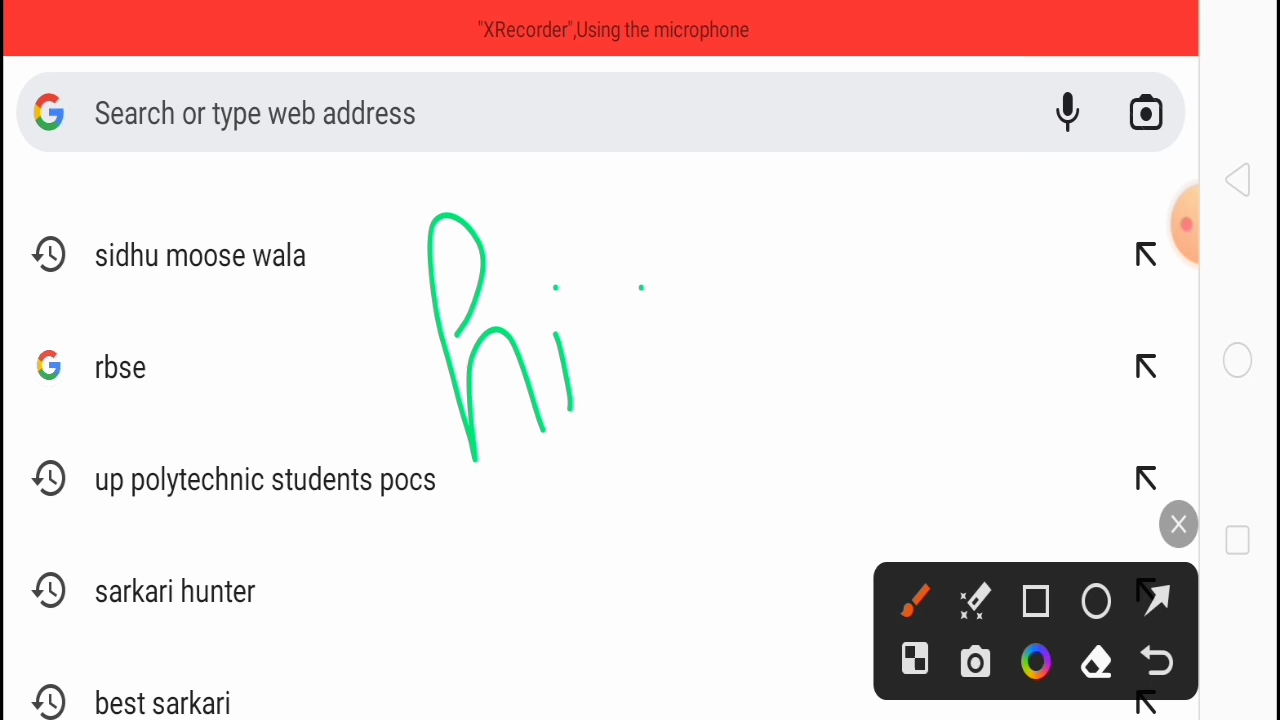 "XRecorder",Using the microphone
Search or type web address
sidhu moose wala
hi
rbse
up polytechnic students pocs
sarkari hunter
best sarkari